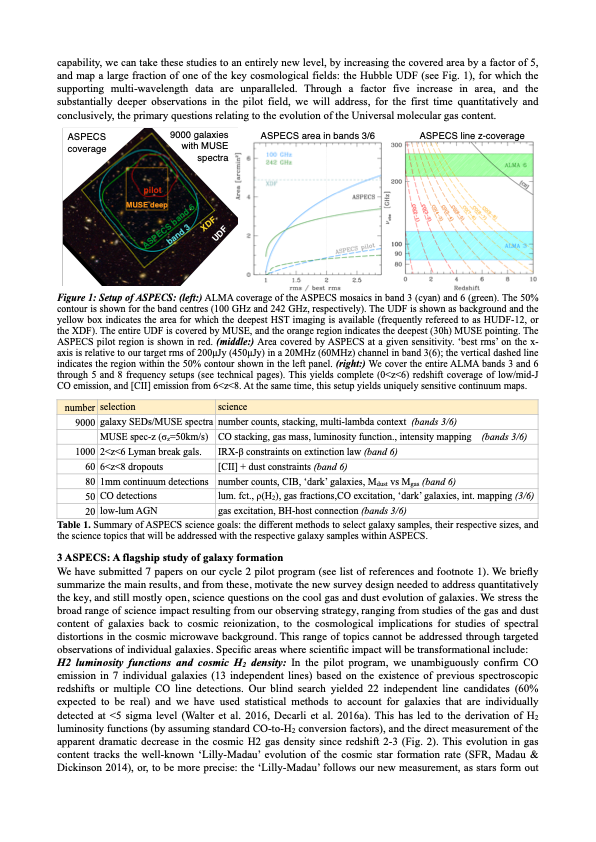 capability, we can take these studies to an entirely new level, by increasing the covered area by a factor of 5,
and map a large fraction of one of the key cosmological fields: the Hubble UDF (see Fig. 1), for which the
supporting multi-wavelength data are unparalleled. Through a factor five increase in area, and the
substantially deeper observations in the pilot field, we will address, for the first time quantitatively and
conclusively, the primary questions relating to the evolution of the Universal molecular gas content.
ASPECS
coverage
9000 galaxies
with MUSE
spectra
pilot
MUSE deep
ASPECS band 6
band 3
XDF
UDF
ASPECS area in bands 3/6
100 GHz
242 GHz
XDF
ASPECS
ASPECS pilot
Area [arcmin²]
6
4
2
0
1
1.5
2
2.5
rms / best rms
ASPECS line z-coverage
ALMA 6
ALMA 3
[GHz]
300
200
100
90
80
0
2
4
6
8
10
Redshift
Figure 1: Setup of ASPECS: (left:) ALMA coverage of the ASPECS mosaics in band 3 (cyan) and 6 (green). The 50%
contour is shown for the band centres (100 GHz and 242 GHz, respectively). The UDF is shown as background and the
yellow box indicates the area for which the deepest HST imaging is available (frequently refereed to as HUDF-12, or
the XDF). The entire UDF is covered by MUSE, and the orange region indicates the deepest (30h) MUSE pointing. The
ASPECS pilot region is shown in red. (middle:) Area covered by ASPECS at a given sensitivity. ‘best rms’ on the x-
axis is relative to our target rms of 200μJy (450μJy) in a 20MHz (60MHz) channel in band 3(6); the vertical dashed line
indicates the region within the 50% contour shown in the left panel. (right:) We cover the entire ALMA bands 3 and 6
through 5 and 8 frequency setups (see technical pages). This yields complete (0<z<6) redshift coverage of low/mid-J
CO emission, and [CII] emission from 6<z<8. At the same time, this setup yields uniquely sensitive continuum maps.
number selection science
9000 galaxy SEDs/MUSE spectra number counts, stacking, multi-lambda context (bands 3/6)
MUSE spec-z (σz=50km/s) CO stacking, gas mass, luminosity function., intensity mapping (bands 3/6)
1000 2<z<6 Lyman break gals. IRX-β constraints on extinction law (band 6)
60 6<z<8 dropouts [CII] + dust constraints (band 6)
80 1mm continuum detections number counts, CIB, ‘dark’ galaxies, Mdust vs Mgas (band 6)
50 CO detections lum. fct., ρ(H₂), gas fractions,CO excitation, ‘dark’ galaxies, int. mapping (3/6)
20 low-lum AGN gas excitation, BH-host connection (bands 3/6)
Table 1. Summary of ASPECS science goals: the different methods to select galaxy samples, their respective sizes, and
the science topics that will be addressed with the respective galaxy samples within ASPECS.
3 ASPECS: A flagship study of galaxy formation
We have submitted 7 papers on our cycle 2 pilot program (see list of references and footnote 1). We briefly
summarize the main results, and from these, motivate the new survey design needed to address quantitatively
the key, and still mostly open, science questions on the cool gas and dust evolution of galaxies. We stress the
broad range of science impact resulting from our observing strategy, ranging from studies of the gas and dust
content of galaxies back to cosmic reionization, to the cosmological implications for studies of spectral
distortions in the cosmic microwave background. This range of topics cannot be addressed through targeted
observations of individual galaxies. Specific areas where scientific impact will be transformational include:
H2 luminosity functions and cosmic H₂ density: In the pilot program, we unambiguously confirm CO
emission in 7 individual galaxies (13 independent lines) based on the existence of previous spectroscopic
redshifts or multiple CO line detections. Our blind search yielded 22 independent line candidates (60%
expected to be real) and we have used statistical methods to account for galaxies that are individually
detected at <5 sigma level (Walter et al. 2016, Decarli et al. 2016a). This has led to the derivation of H₂
luminosity functions (by assuming standard CO-to-H₂ conversion factors), and the direct measurement of the
apparent dramatic decrease in the cosmic H2 gas density since redshift 2-3 (Fig. 2). This evolution in gas
content tracks the well-known ‘Lilly-Madau’ evolution of the cosmic star formation rate (SFR, Madau &
Dickinson 2014), or, to be more precise: the ‘Lilly-Madau’ follows our new measurement, as stars form out